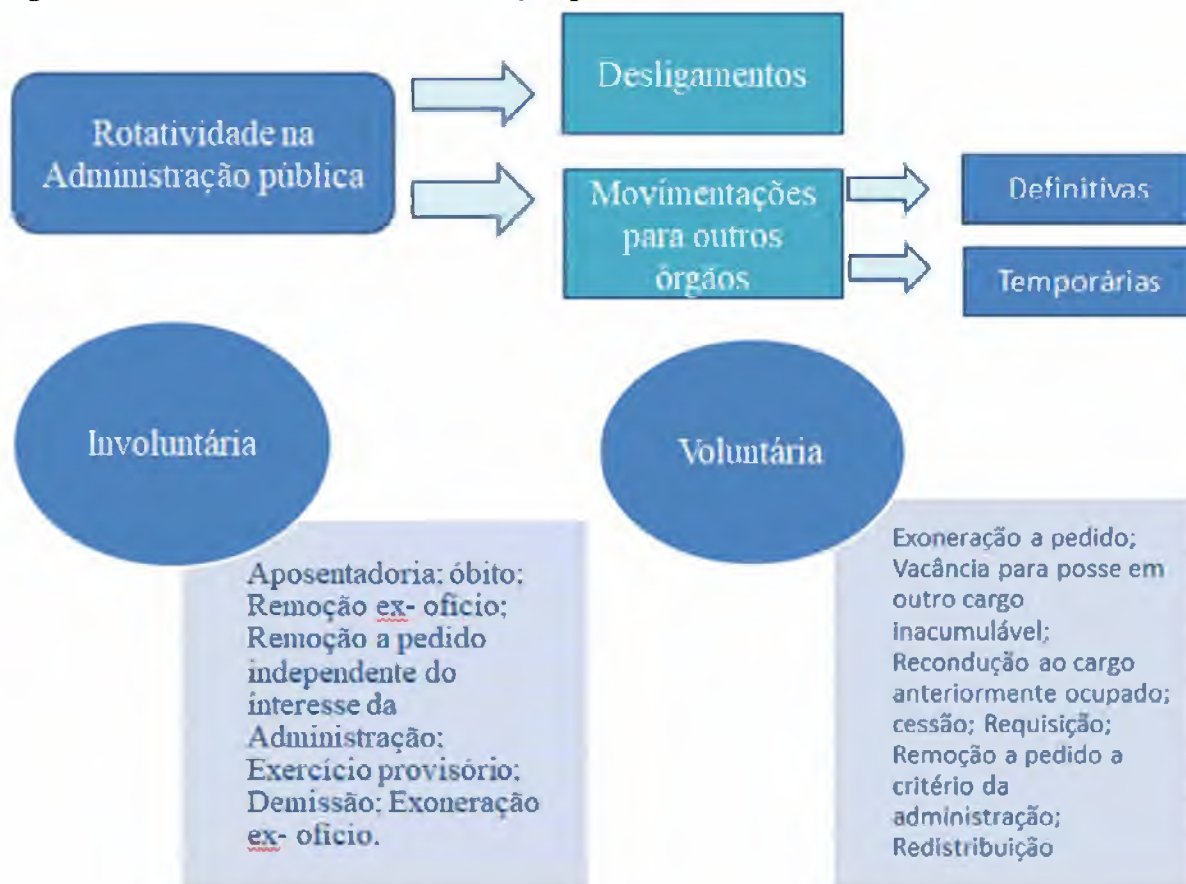 Rotatividade na
Administração pública
Desligamentos
Movimentações
para outros
órgãos
Definitivas
Temporárias
Involuntária
Aposentadoria; óbito;
Remoção ex- ofício;
Remoção a pedido
independente do
interesse da
Administração;
Exercício provisório;
Demissão; Exoneração
ex- ofício.
Voluntária
Exoneração a pedido;
Vacância para posse em
outro cargo
inacumulável;
Recondução ao cargo
anteriormente ocupado;
cessão; Requisição;
Remoção a pedido a
critério da
administração;
Redistribuição